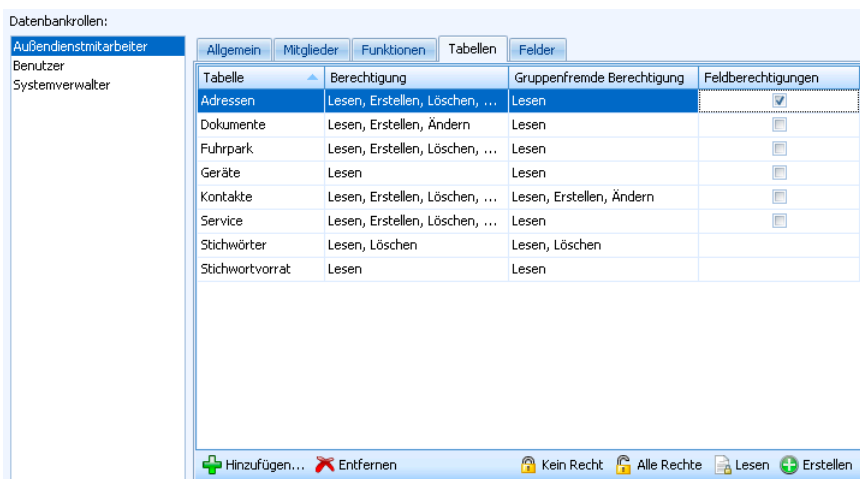 Datenbankrollen:
Außendienstmitarbeiter
Benutzer
Systemverwalter
Allgemein Mitglieder Funktionen Tabellen Felder
Tabelle Berechtigung Gruppenfremde Berechtigung Feldberechtigungen
Adressen Lesen, Erstellen, Löschen, ... Lesen
Dokumente Lesen, Erstellen, Ändern Lesen
Fuhrpark Lesen, Erstellen, Löschen, ... Lesen
Geräte Lesen Lesen
Kontakte Lesen, Erstellen, Löschen, ... Lesen, Erstellen, Ändern
Service Lesen, Erstellen, Löschen, ... Lesen
Stichwörter Lesen, Löschen Lesen, Löschen
Stichwortvorrat Lesen Lesen
Hinzufügen... Entfernen Kein Recht Alle Rechte Lesen Erstellen